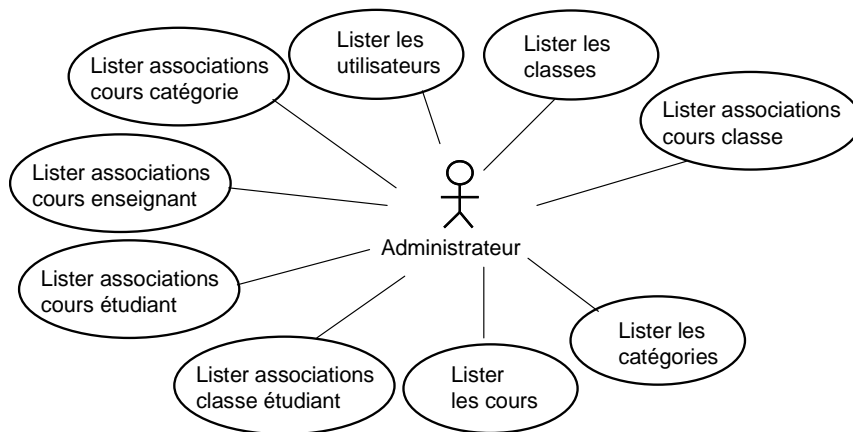 Lister les
utilisateurs
Lister les
classes
Lister associations
cours catégorie
Lister associations
cours classe
Lister associations
cours enseignant
Administrateur
Lister associations
cours étudiant
Lister les
catégories
Lister associations
classe étudiant
Lister
les cours